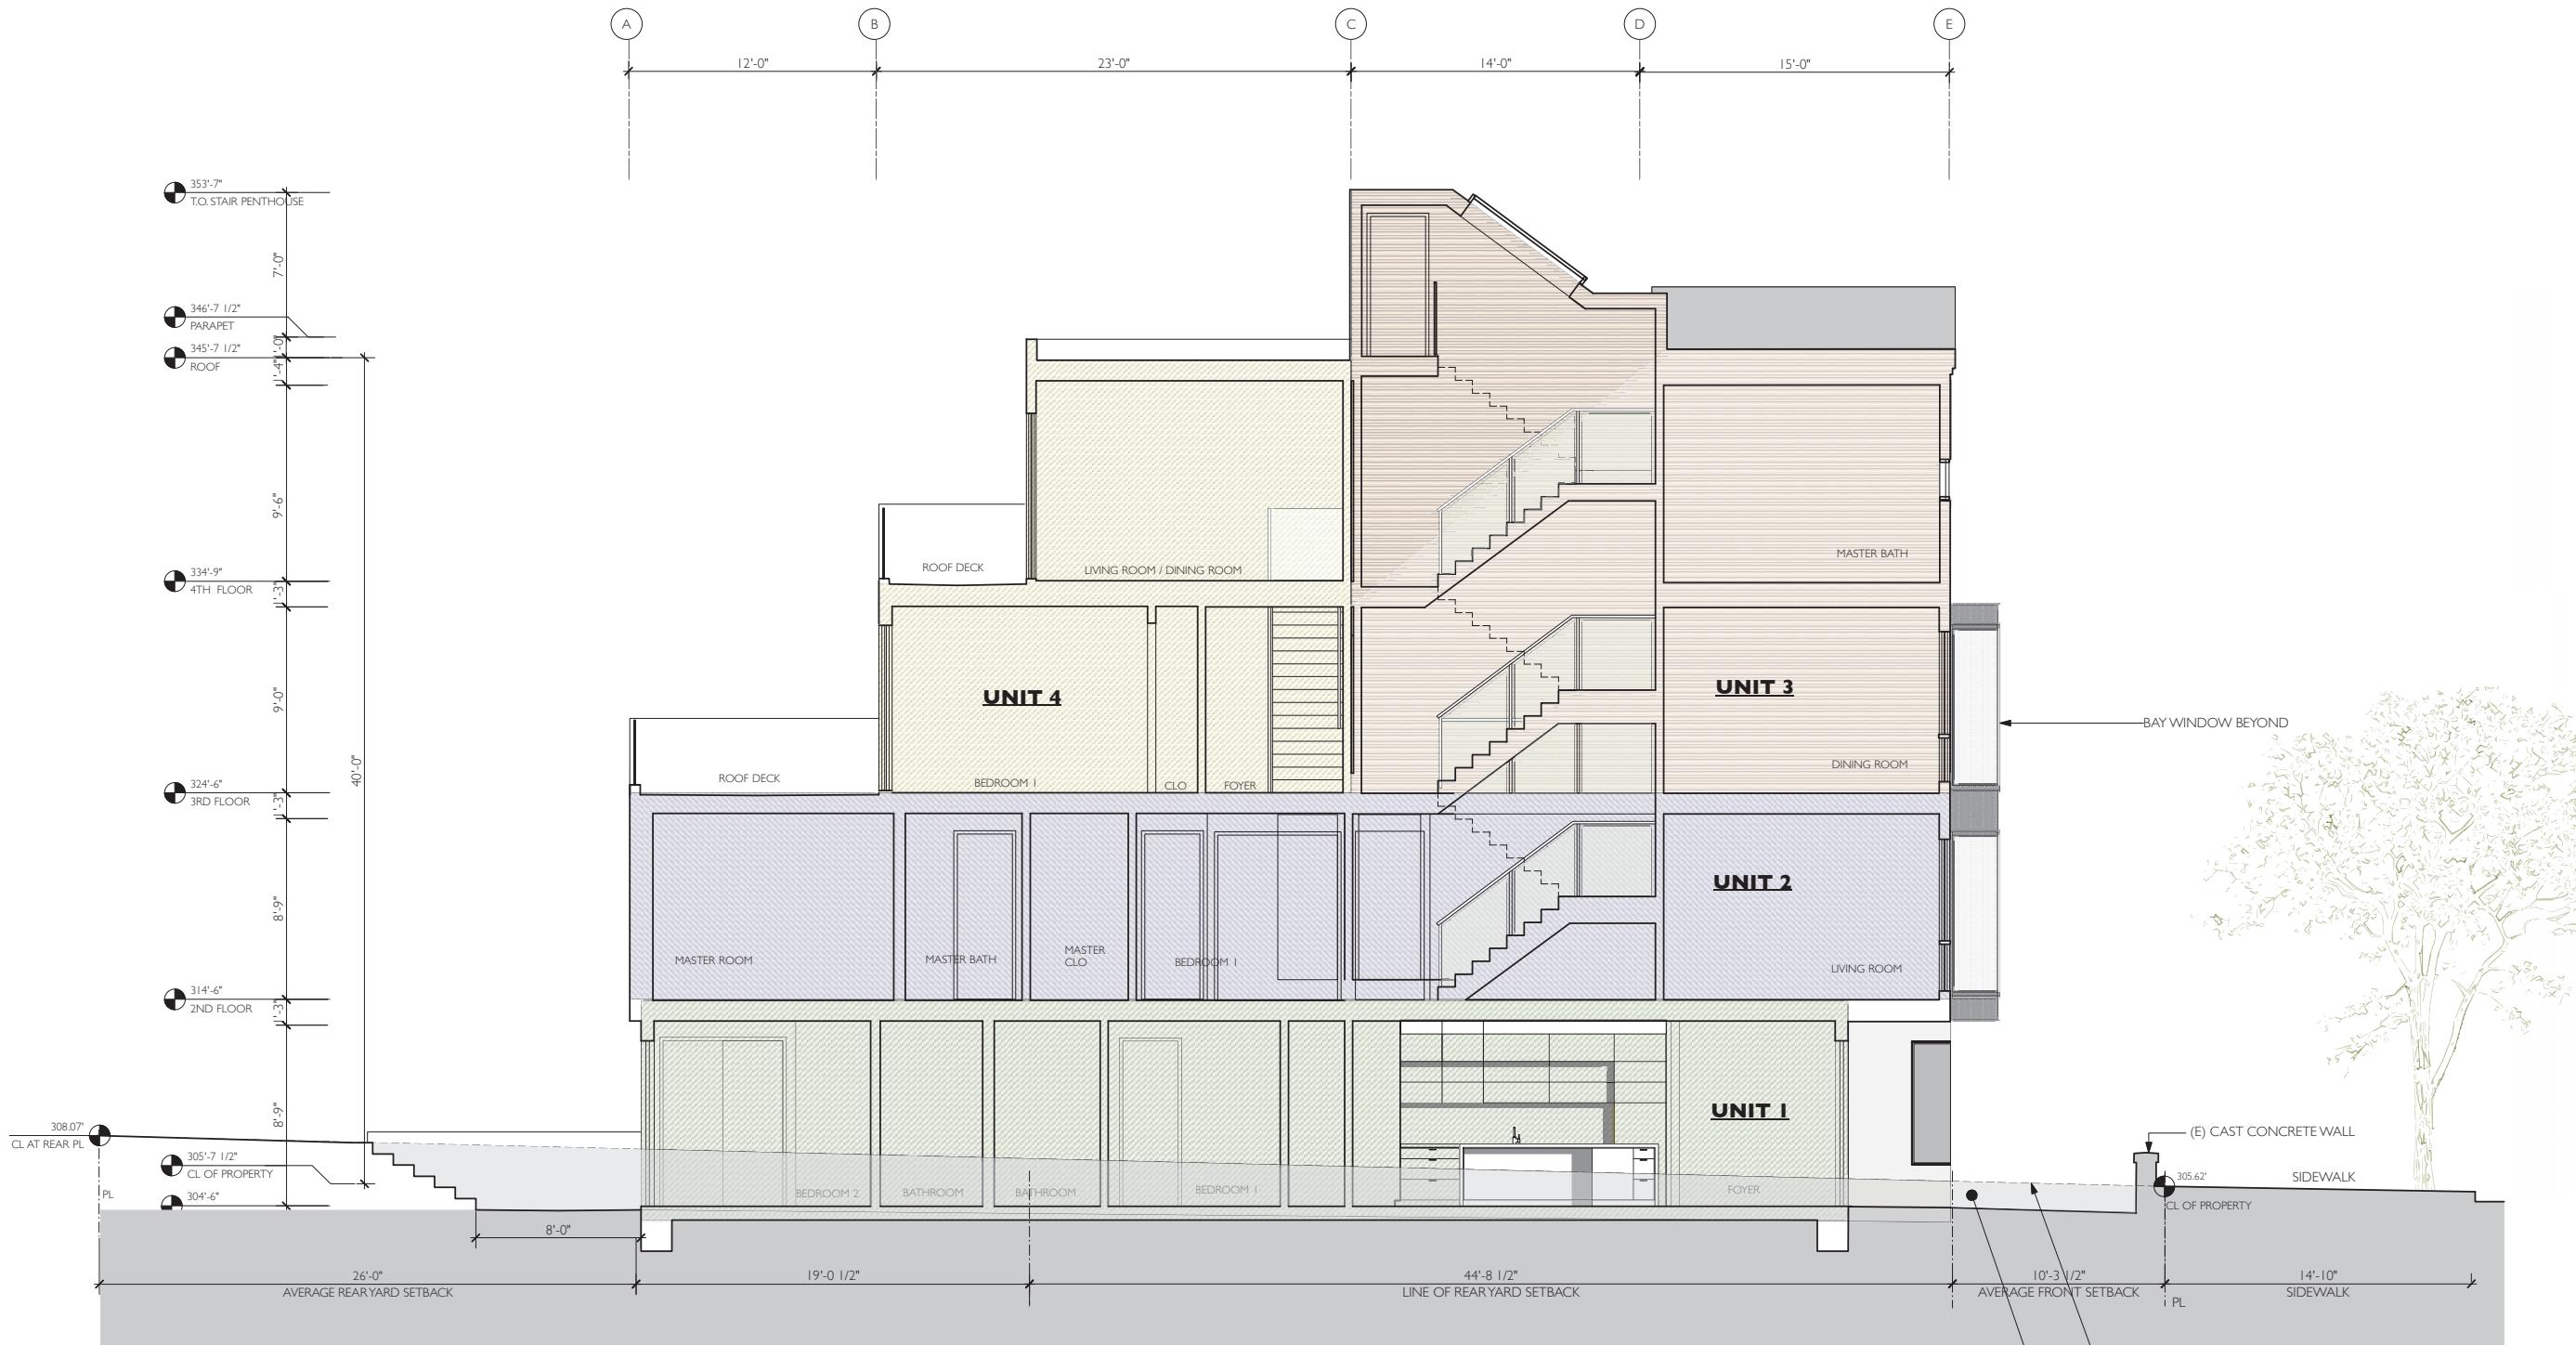 A
B
C
D
E
12'-0"
23'-0"
14'-0"
15'-0"
353'-7"
T.O. STAIR PENTHOUSE
7'-0"
346'-7 1/2"
PARAPET
1'-0"
345'-7 1/2"
ROOF
1'-4"
9'-6"
334'-9"
4TH FLOOR
1'-3"
9'-0"
324'-6"
3RD FLOOR
1'-3"
40'-0"
8'-9"
314'-6"
2ND FLOOR
1'-3"
8'-9"
308.07'
CL AT REAR PL
305'-7 1/2"
CL OF PROPERTY
PL
304'-6"
ROOF DECK
LIVING ROOM / DINING ROOM
MASTER BATH
UNIT 4
UNIT 3
BAY WINDOW BEYOND
ROOF DECK
BEDROOM 1
CLO
FOYER
DINING ROOM
UNIT 2
MASTER ROOM
MASTER BATH
MASTER
CLO
BEDROOM 1
LIVING ROOM
UNIT 1
(E) CAST CONCRETE WALL
BEDROOM 2
BATHROOM
BATHROOM
BEDROOM 1
FOYER
305.62'
CL OF PROPERTY
SIDEWALK
8'-0"
26'-0"
AVERAGE REAR YARD SETBACK
19'-0 1/2"
44'-8 1/2"
LINE OF REAR YARD SETBACK
10'-3 1/2"
AVERAGE FRONT SETBACK
PL
14'-10"
SIDEWALK